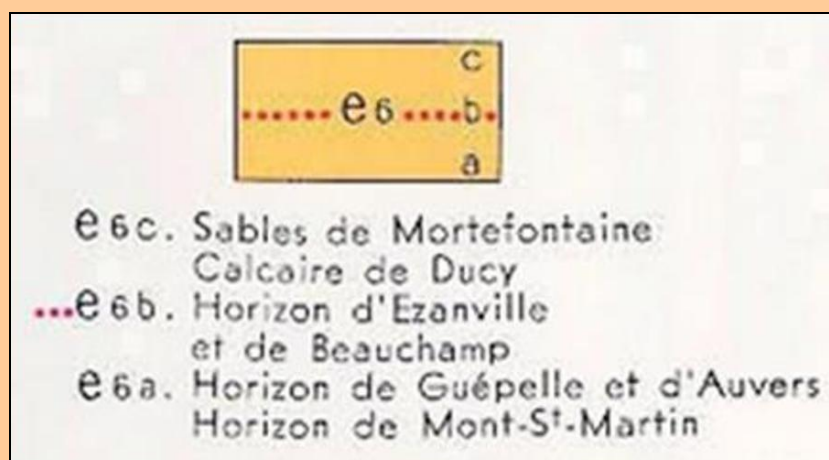 c
e6 b
a
e6c. Sables de Mortefontaine
Calcaire de Ducy
...e6b. Horizon d'Ezanville
et de Beauchamp
e6a. Horizon de Guépelle et d'Auvers
Horizon de Mont-St-Martin